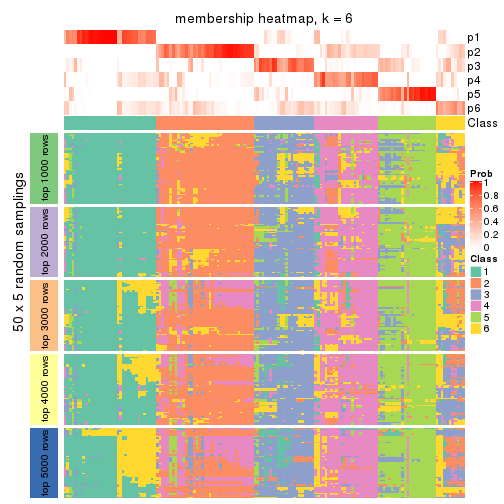 membership heatmap, k = 6
p1
p2
p3
p4
p5
p6
Class
50 x 5 random samplings
top 1000 rows
top 2000 rows
top 3000 rows
top 4000 rows
top 5000 rows
Prob
1
0.8
0.6
0.4
0.2
0
Class
1
2
3
4
5
6